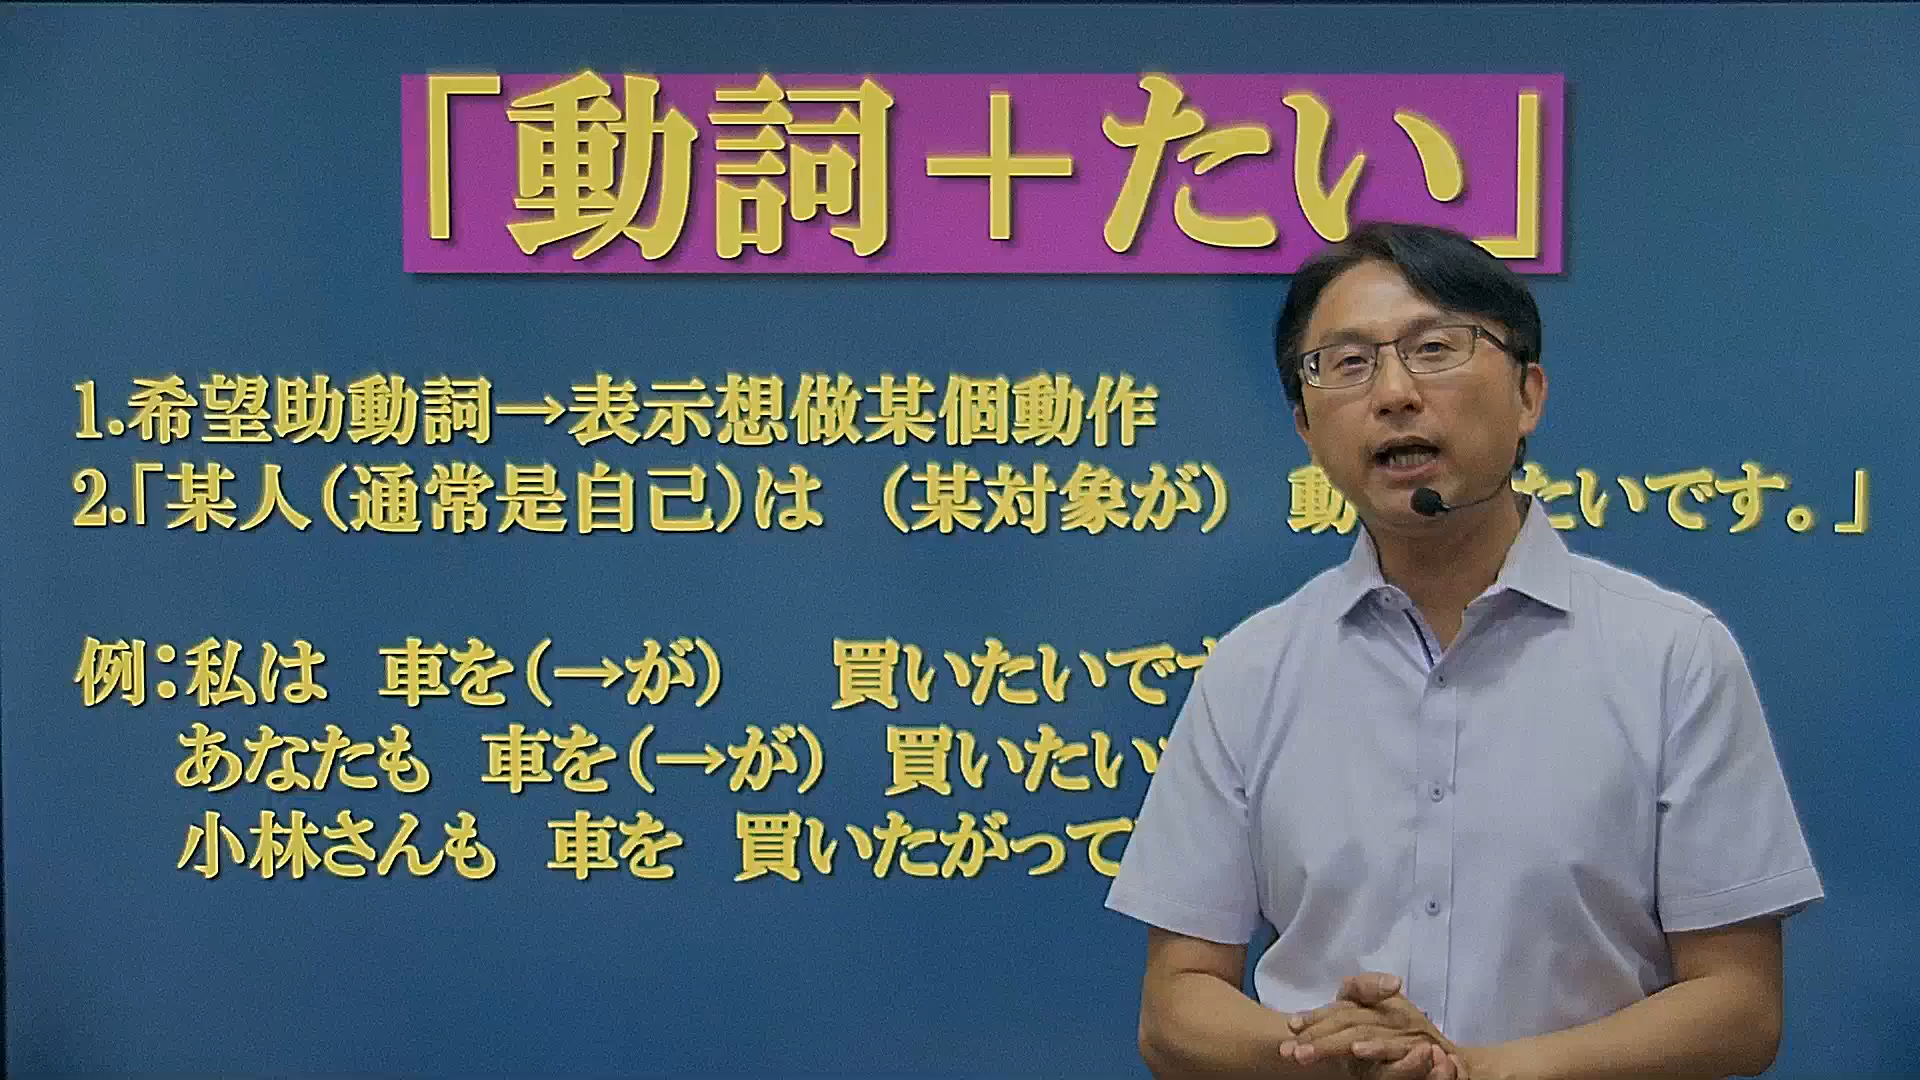 「動詞＋たい」
1.希望助動詞→表示想做某個動作
2.「某人（通常是自己）は （某対象が） 動 たいです。」
例：私は 車を（→が） 買いたいです
あなたも 車を（→が） 買いたい
小林さんも 車を 買いたがって